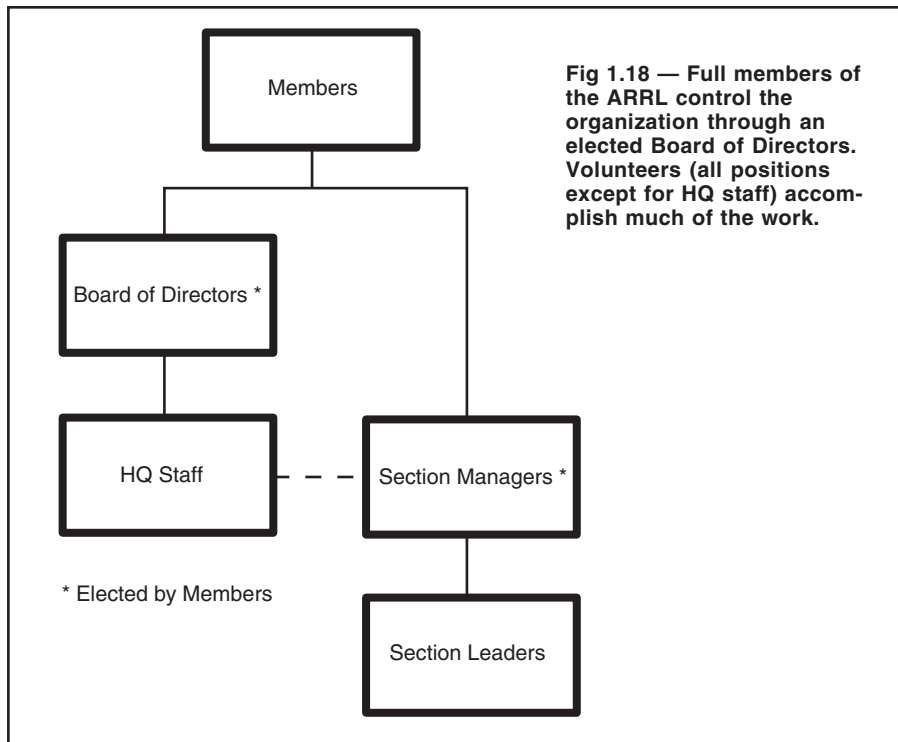 Members
Fig 1.18 — Full members of
the ARRL control the
organization through an
elected Board of Directors.
Volunteers (all positions
except for HQ staff) accom-
plish much of the work.
Board of Directors *
HQ Staff
Section Managers *
* Elected by Members
Section Leaders